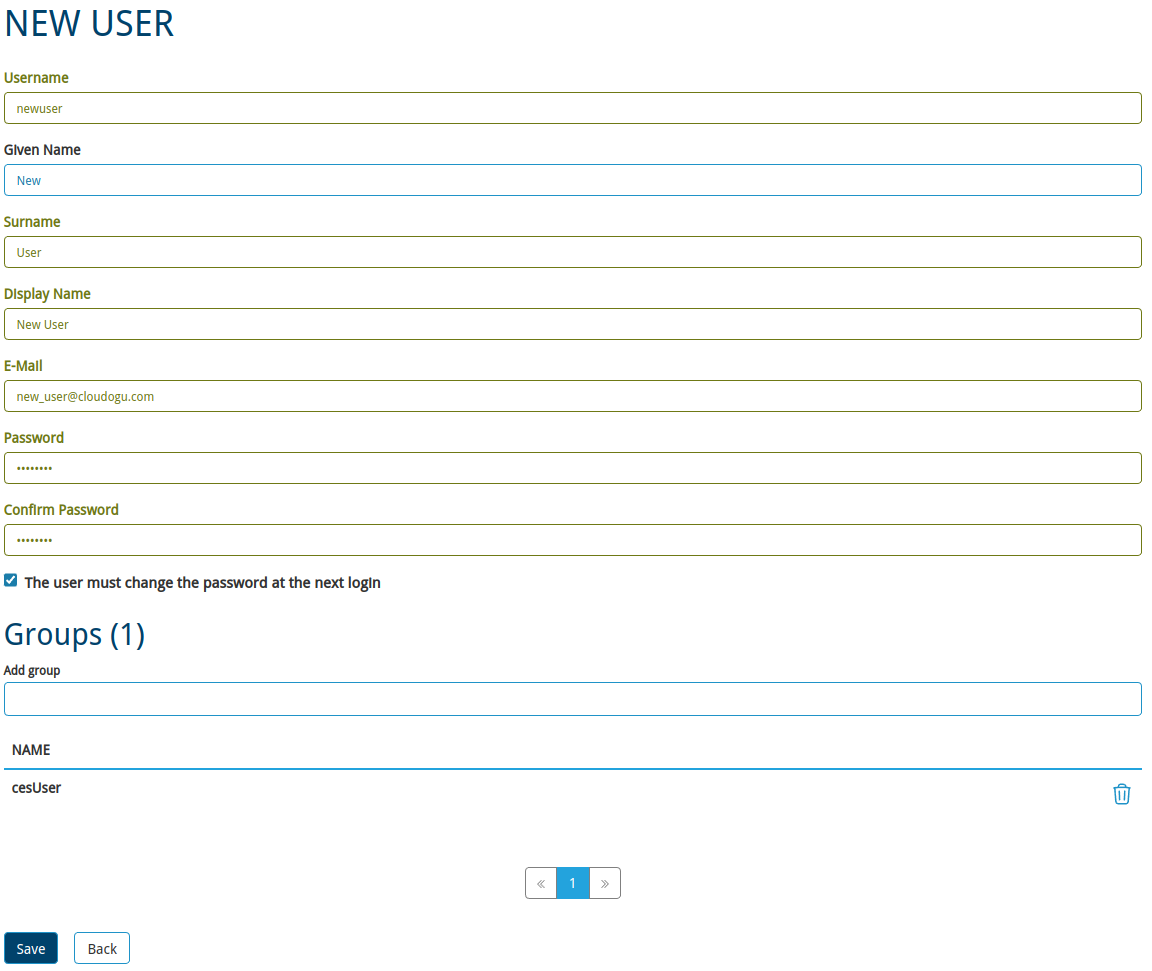 NEW USER
Username
newuser
Given Name
New
Surname
User
Display Name
New User
E-Mail
new_user@cloudogu.com
Password
••••••••
Confirm Password
••••••••
The user must change the password at the next login
Groups (1)
Add group
NAME
cesUser
« 1 »
Save Back